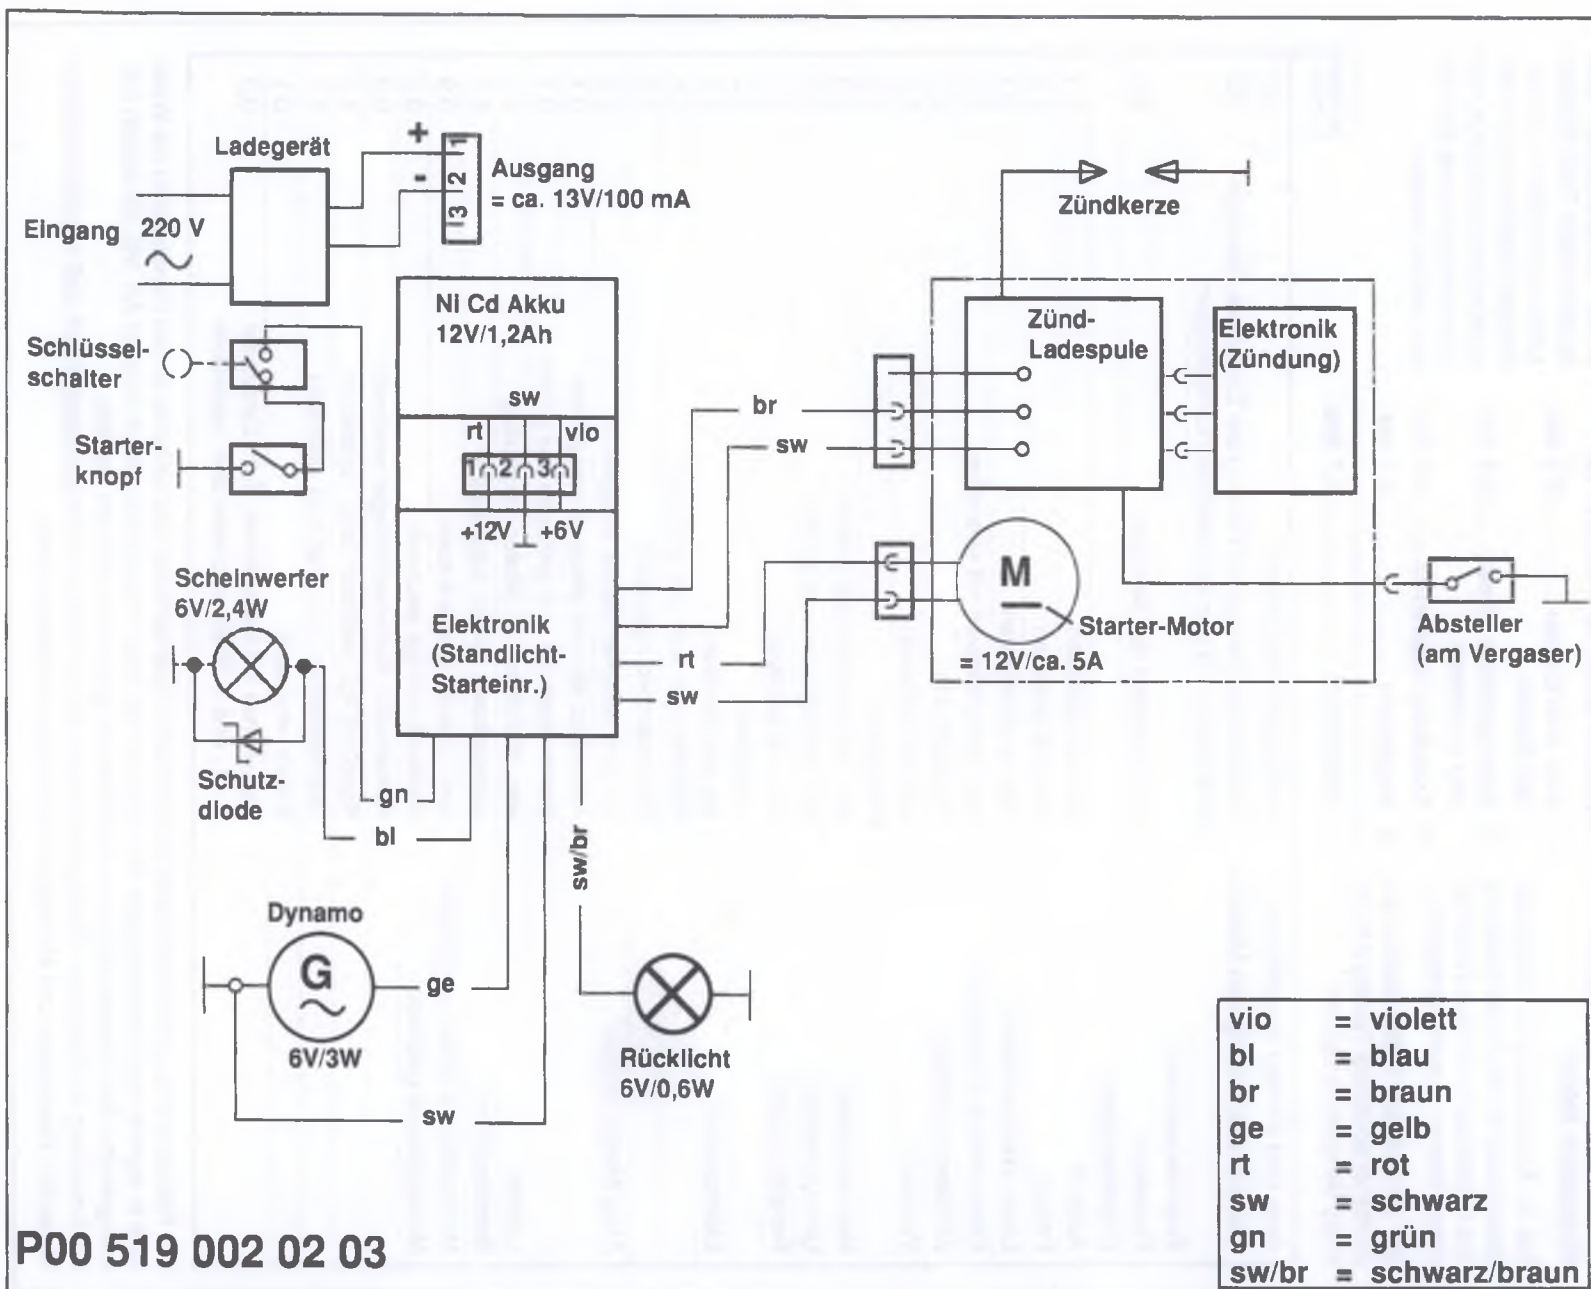 Ladegerät
+
-
1
2
3
Ausgang
= ca. 13V/100 mA
Eingang
220 V
Zündkerze
Ni Cd Akku
12V/1,2Ah
sw
rt
vio
1
2
3
+12V
+6V
Elektronik
(Standlicht-
Starteinr.)
Schlüssel-
schalter
Starter-
knopf
Scheinwerfer
6V/2,4W
Schutz-
diode
br
sw
rt
sw
Zünd-
Ladespule
Elektronik
(Zündung)
M
Starter-Motor
= 12V/ca. 5A
Absteller
(am Vergaser)
gn
bl
sw/br
Dynamo
G
6V/3W
ge
sw
Rücklicht
6V/0,6W
vio = violett
bl = blau
br = braun
ge = gelb
rt = rot
sw = schwarz
gn = grün
sw/br = schwarz/braun
P00 519 002 02 03